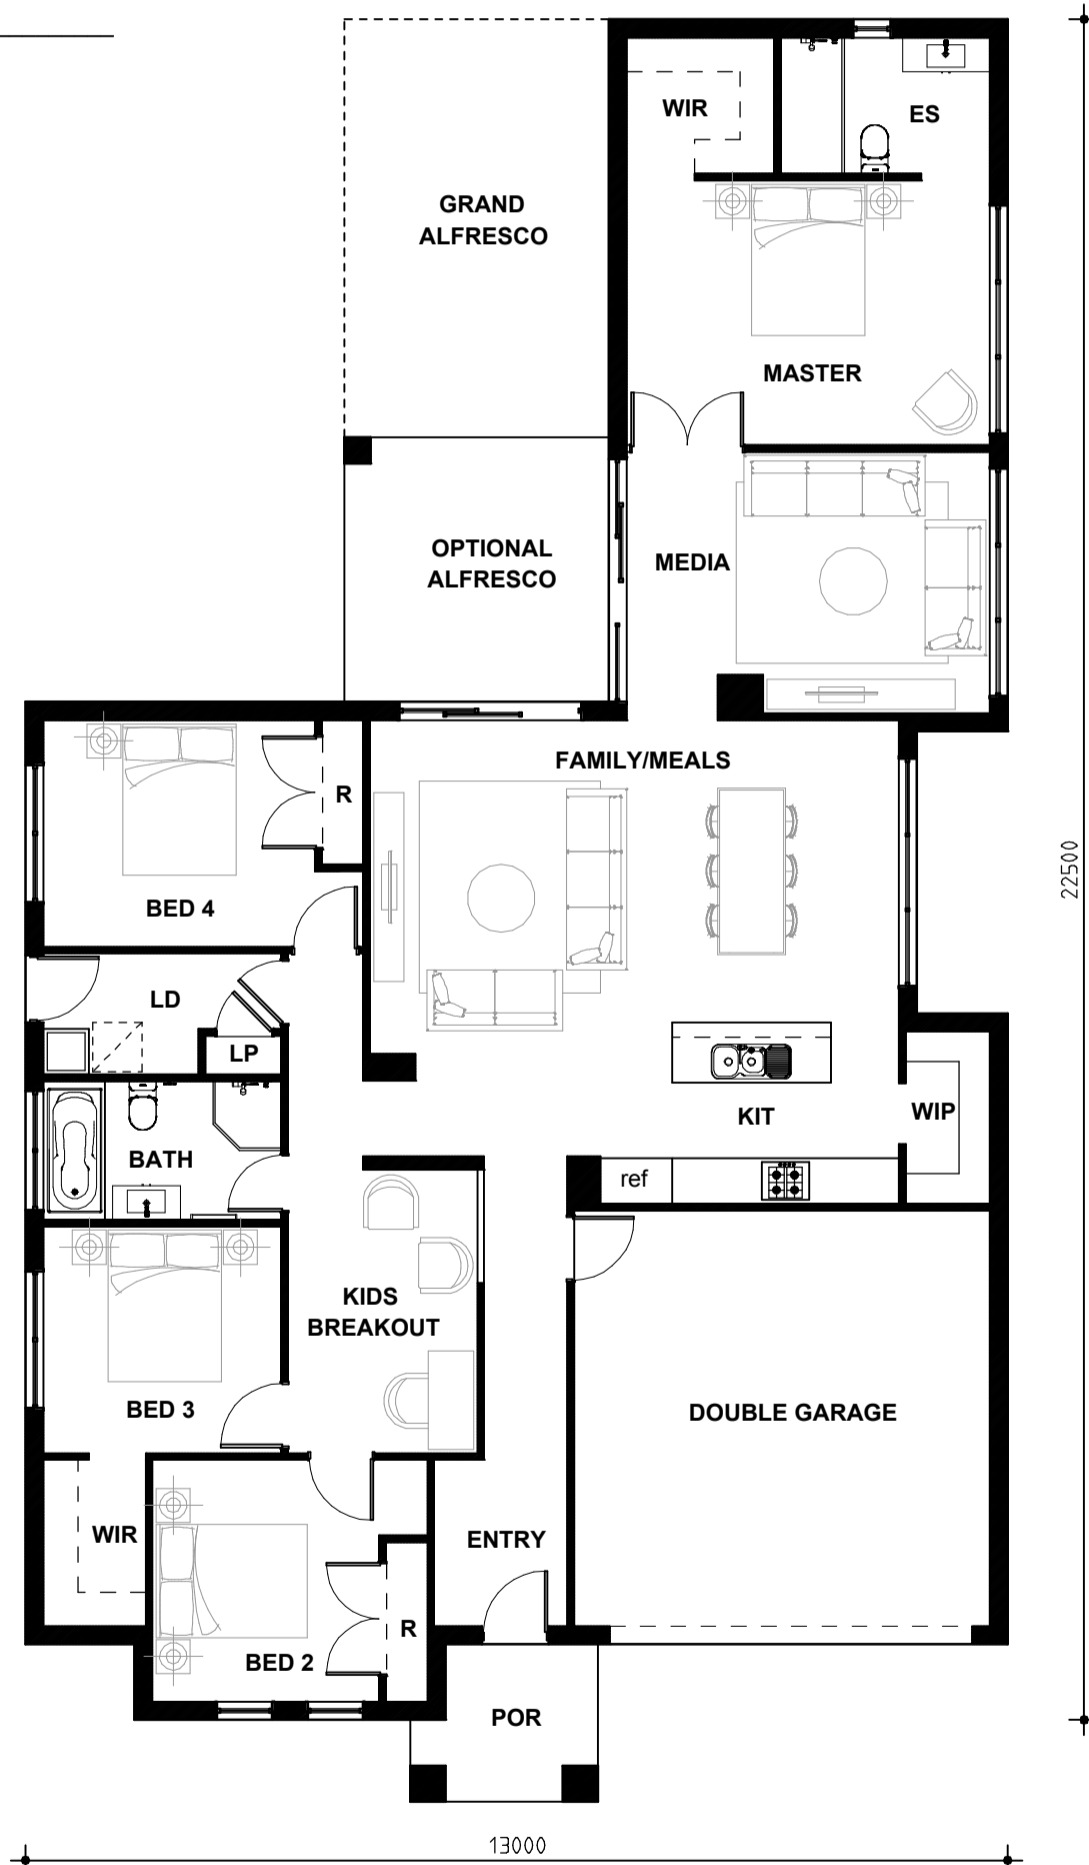 WIR
ES
GRAND
ALFRESCO
MASTER
OPTIONAL
ALFRESCO
MEDIA
FAMILY/MEALS
R
22500
BED 4
LD
LP
KIT
WIP
BATH
ref
KIDS
BREAKOUT
BED 3
DOUBLE GARAGE
WIR
ENTRY
R
BED 2
POR
13000